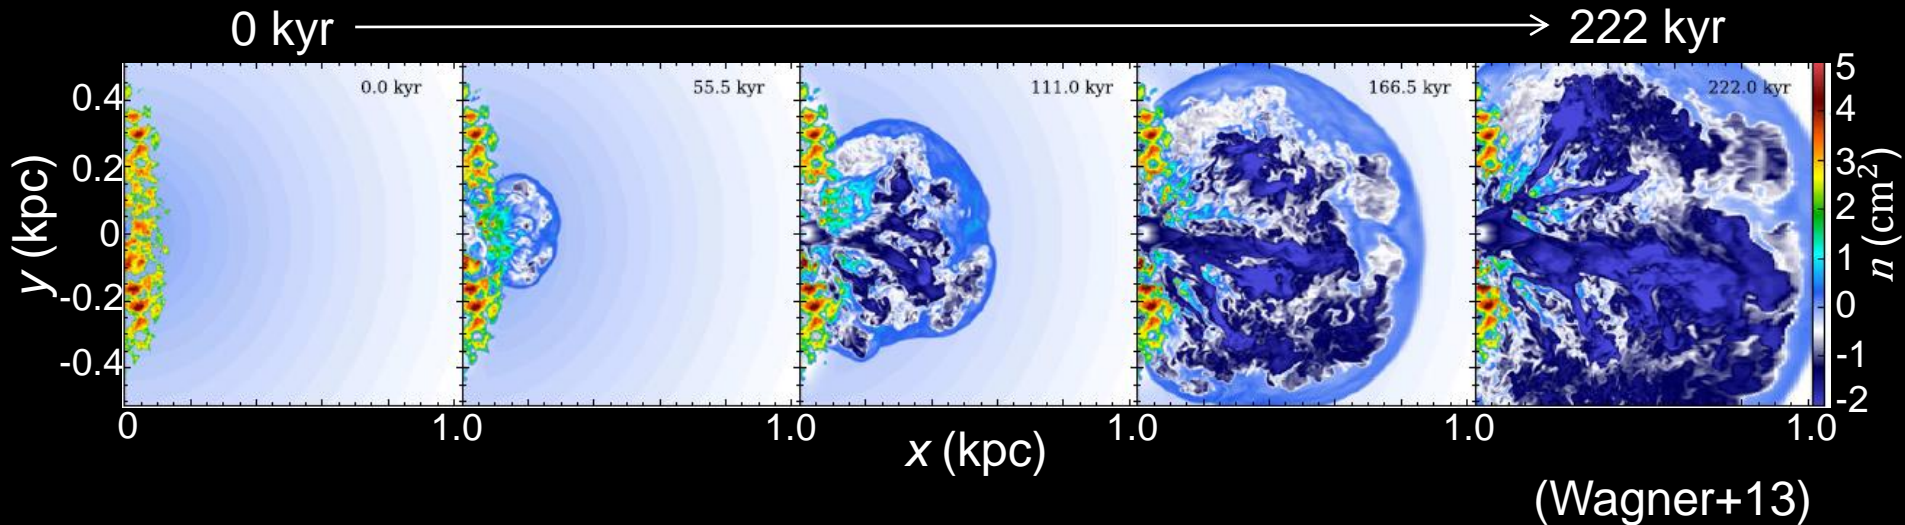 0 kyr 222 kyr
0.0 kyr 55.5 kyr 111.0 kyr 166.5 kyr 222.0 kyr
y (kpc)
0.4
0.2
0
-0.2
-0.4
5
4
3
2
1
0
-1
-2
n (cm²)
0 1.0 1.0 1.0 1.0 1.0
x (kpc)
(Wagner+13)